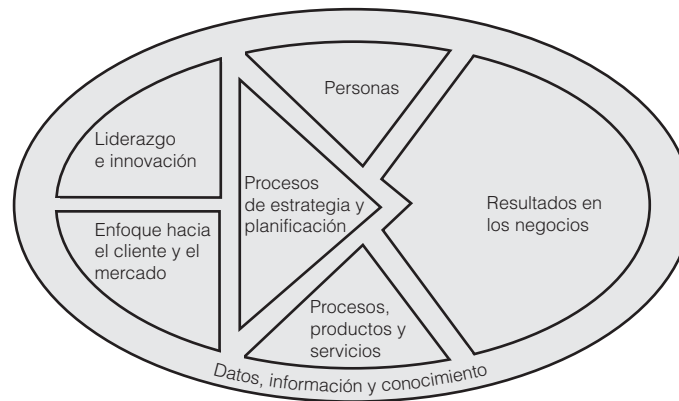 Personas
Liderazgo
e innovación
Procesos
de estrategia y
planificación
Resultados en
los negocios
Enfoque hacia
el cliente y el
mercado
Procesos,
productos y
servicios
Datos, información y conocimiento